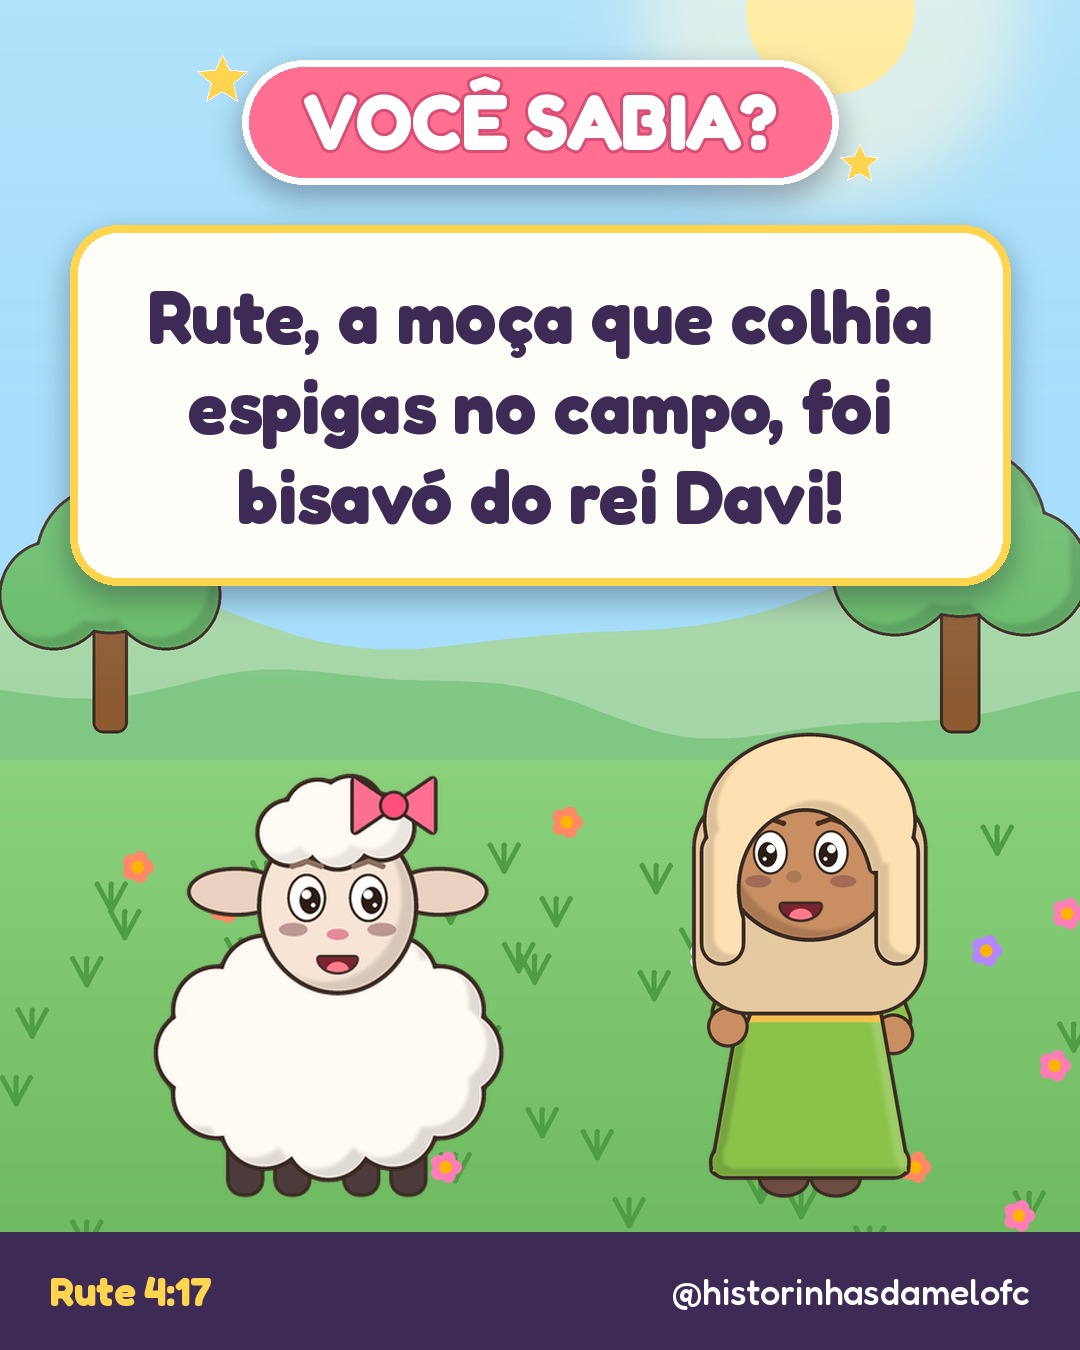 VOCÊ SABIA?
Rute, a moça que colhia
espigas no campo, foi
bisavó do rei Davi!
Rute 4:17
@historinhasdamelofc